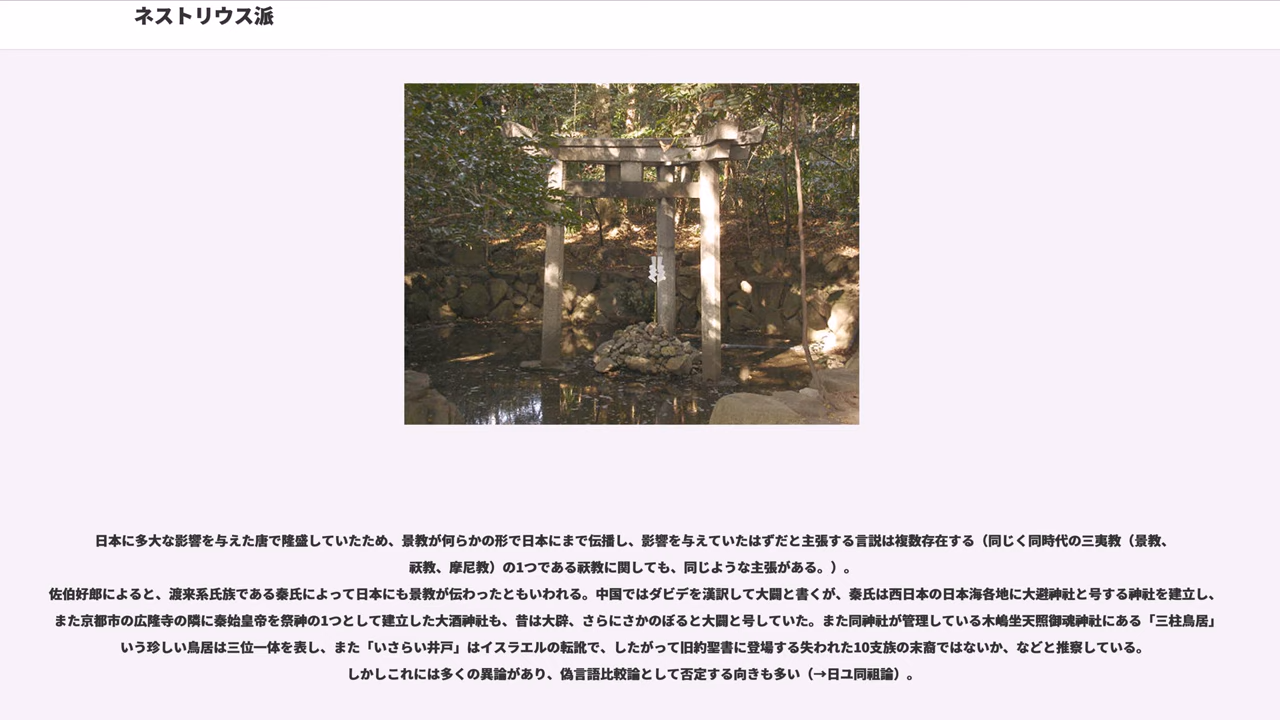 ネストリウス派
日本に多大な影響を与えた唐で隆盛していたため、景教が何らかの形で日本にまで伝播し、影響を与えていたはずだと主張する言説は複数存在する（同じく同時代の三夷教（景教、
祆教、摩尼教）の1つである祆教に関しても、同じような主張がある。）。
佐伯好郎によると、渡来系氏族である秦氏によって日本にも景教が伝わったともいわれる。中国ではダビデを漢訳して大闢と書くが、秦氏は西日本の日本海各地に大避神社と号する神社を建立し、
また京都市の広隆寺の隣に秦始皇帝を祭神の1つとして建立した大酒神社も、昔は大辟、さらにさかのぼると大闢と号していた。また同神社が管理している木嶋坐天照御魂神社にある「三柱鳥居」
いう珍しい鳥居は三位一体を表し、また「いさらい井戸」はイスラエルの転訛で、したがって旧約聖書に登場する失われた10支族の末裔ではないか、などと推察している。
しかしこれには多くの異論があり、偽言語比較論として否定する向きも多い（→日ユ同祖論）。